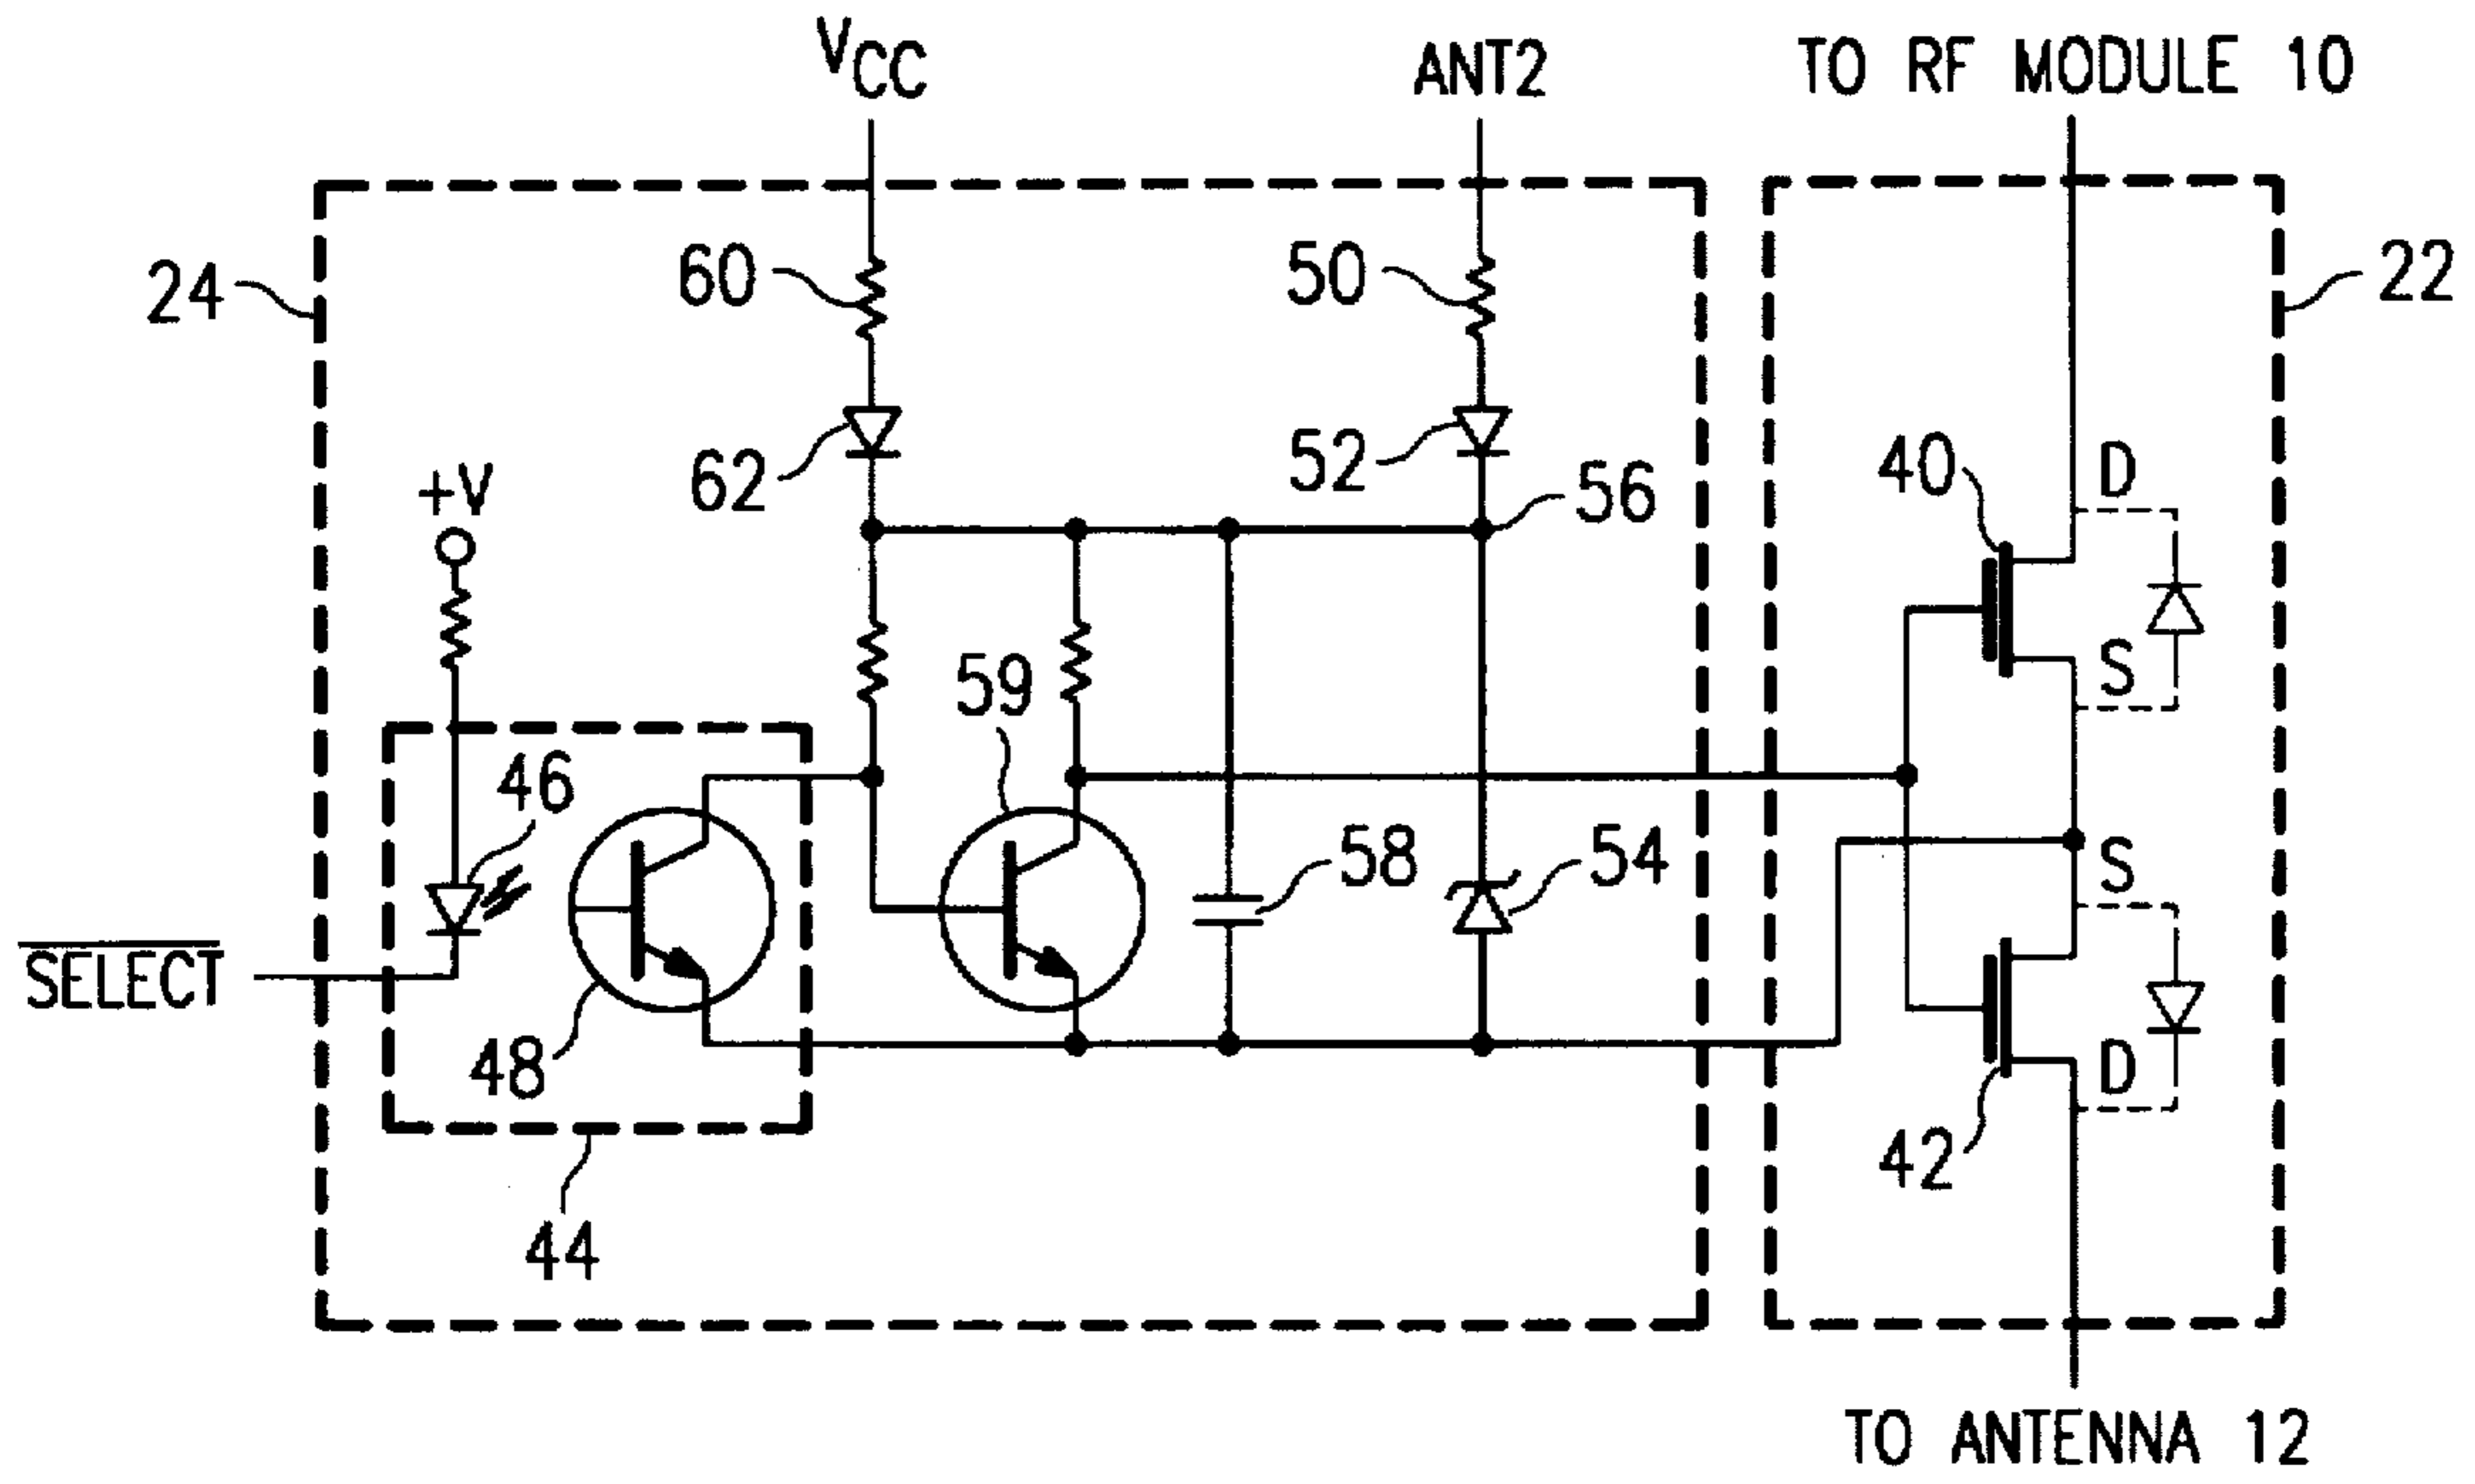 VCC
ANT2
TO RF MODULE 10
24
60
50
22
62
52
56
40
D
+V
59
S
46
58
54
S
SELECT
48
D
42
44
TO ANTENNA 12